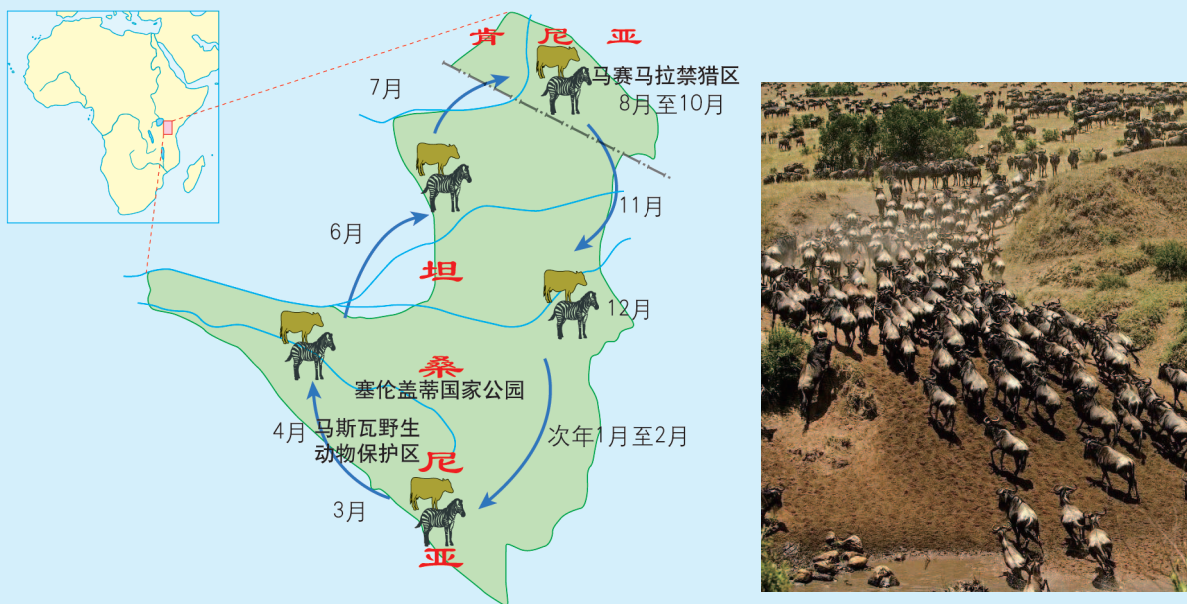 肯尼亚
马赛马拉禁猎区
8月至10月
7月
11月
6月
坦
12月
桑
塞伦盖蒂国家公园
4月
马斯瓦野生
动物保护区
次年1月至2月
尼
3月
亚